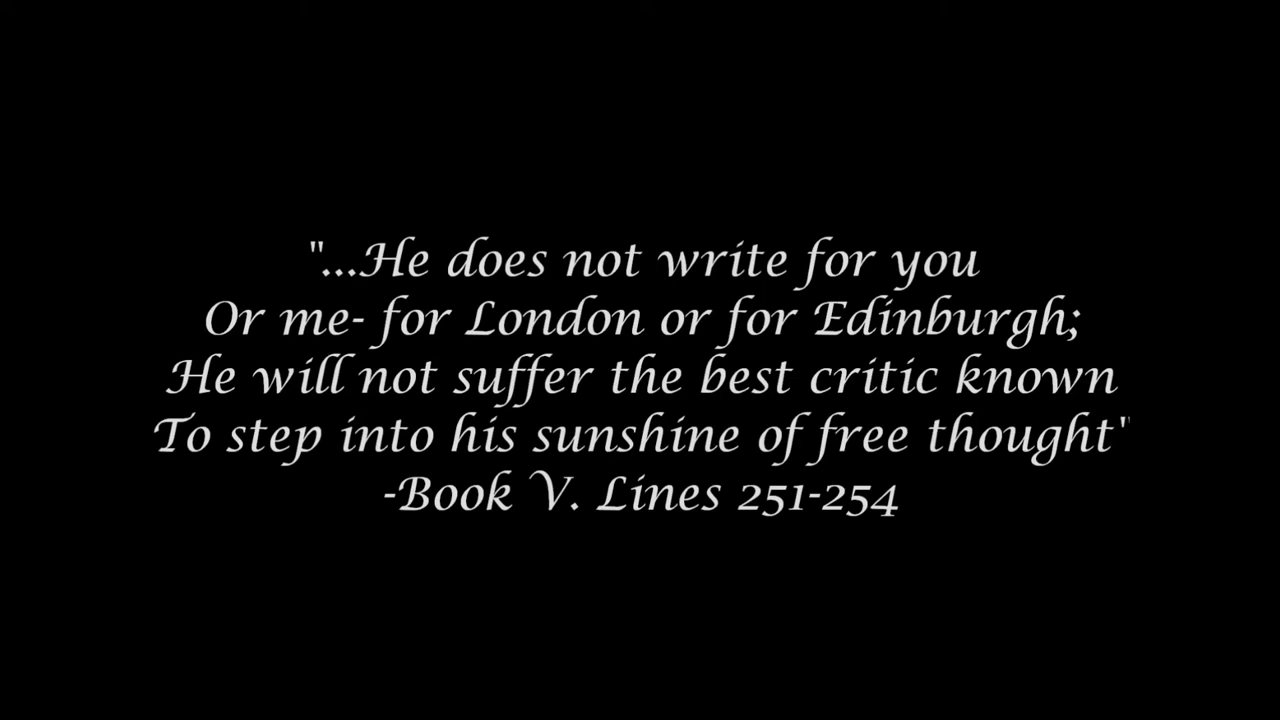 "...He does not write for you
Or me- for London or for Edinburgh;
He will not suffer the best critic known
To step into his sunshine of free thought"
-Book V. Lines 251-254